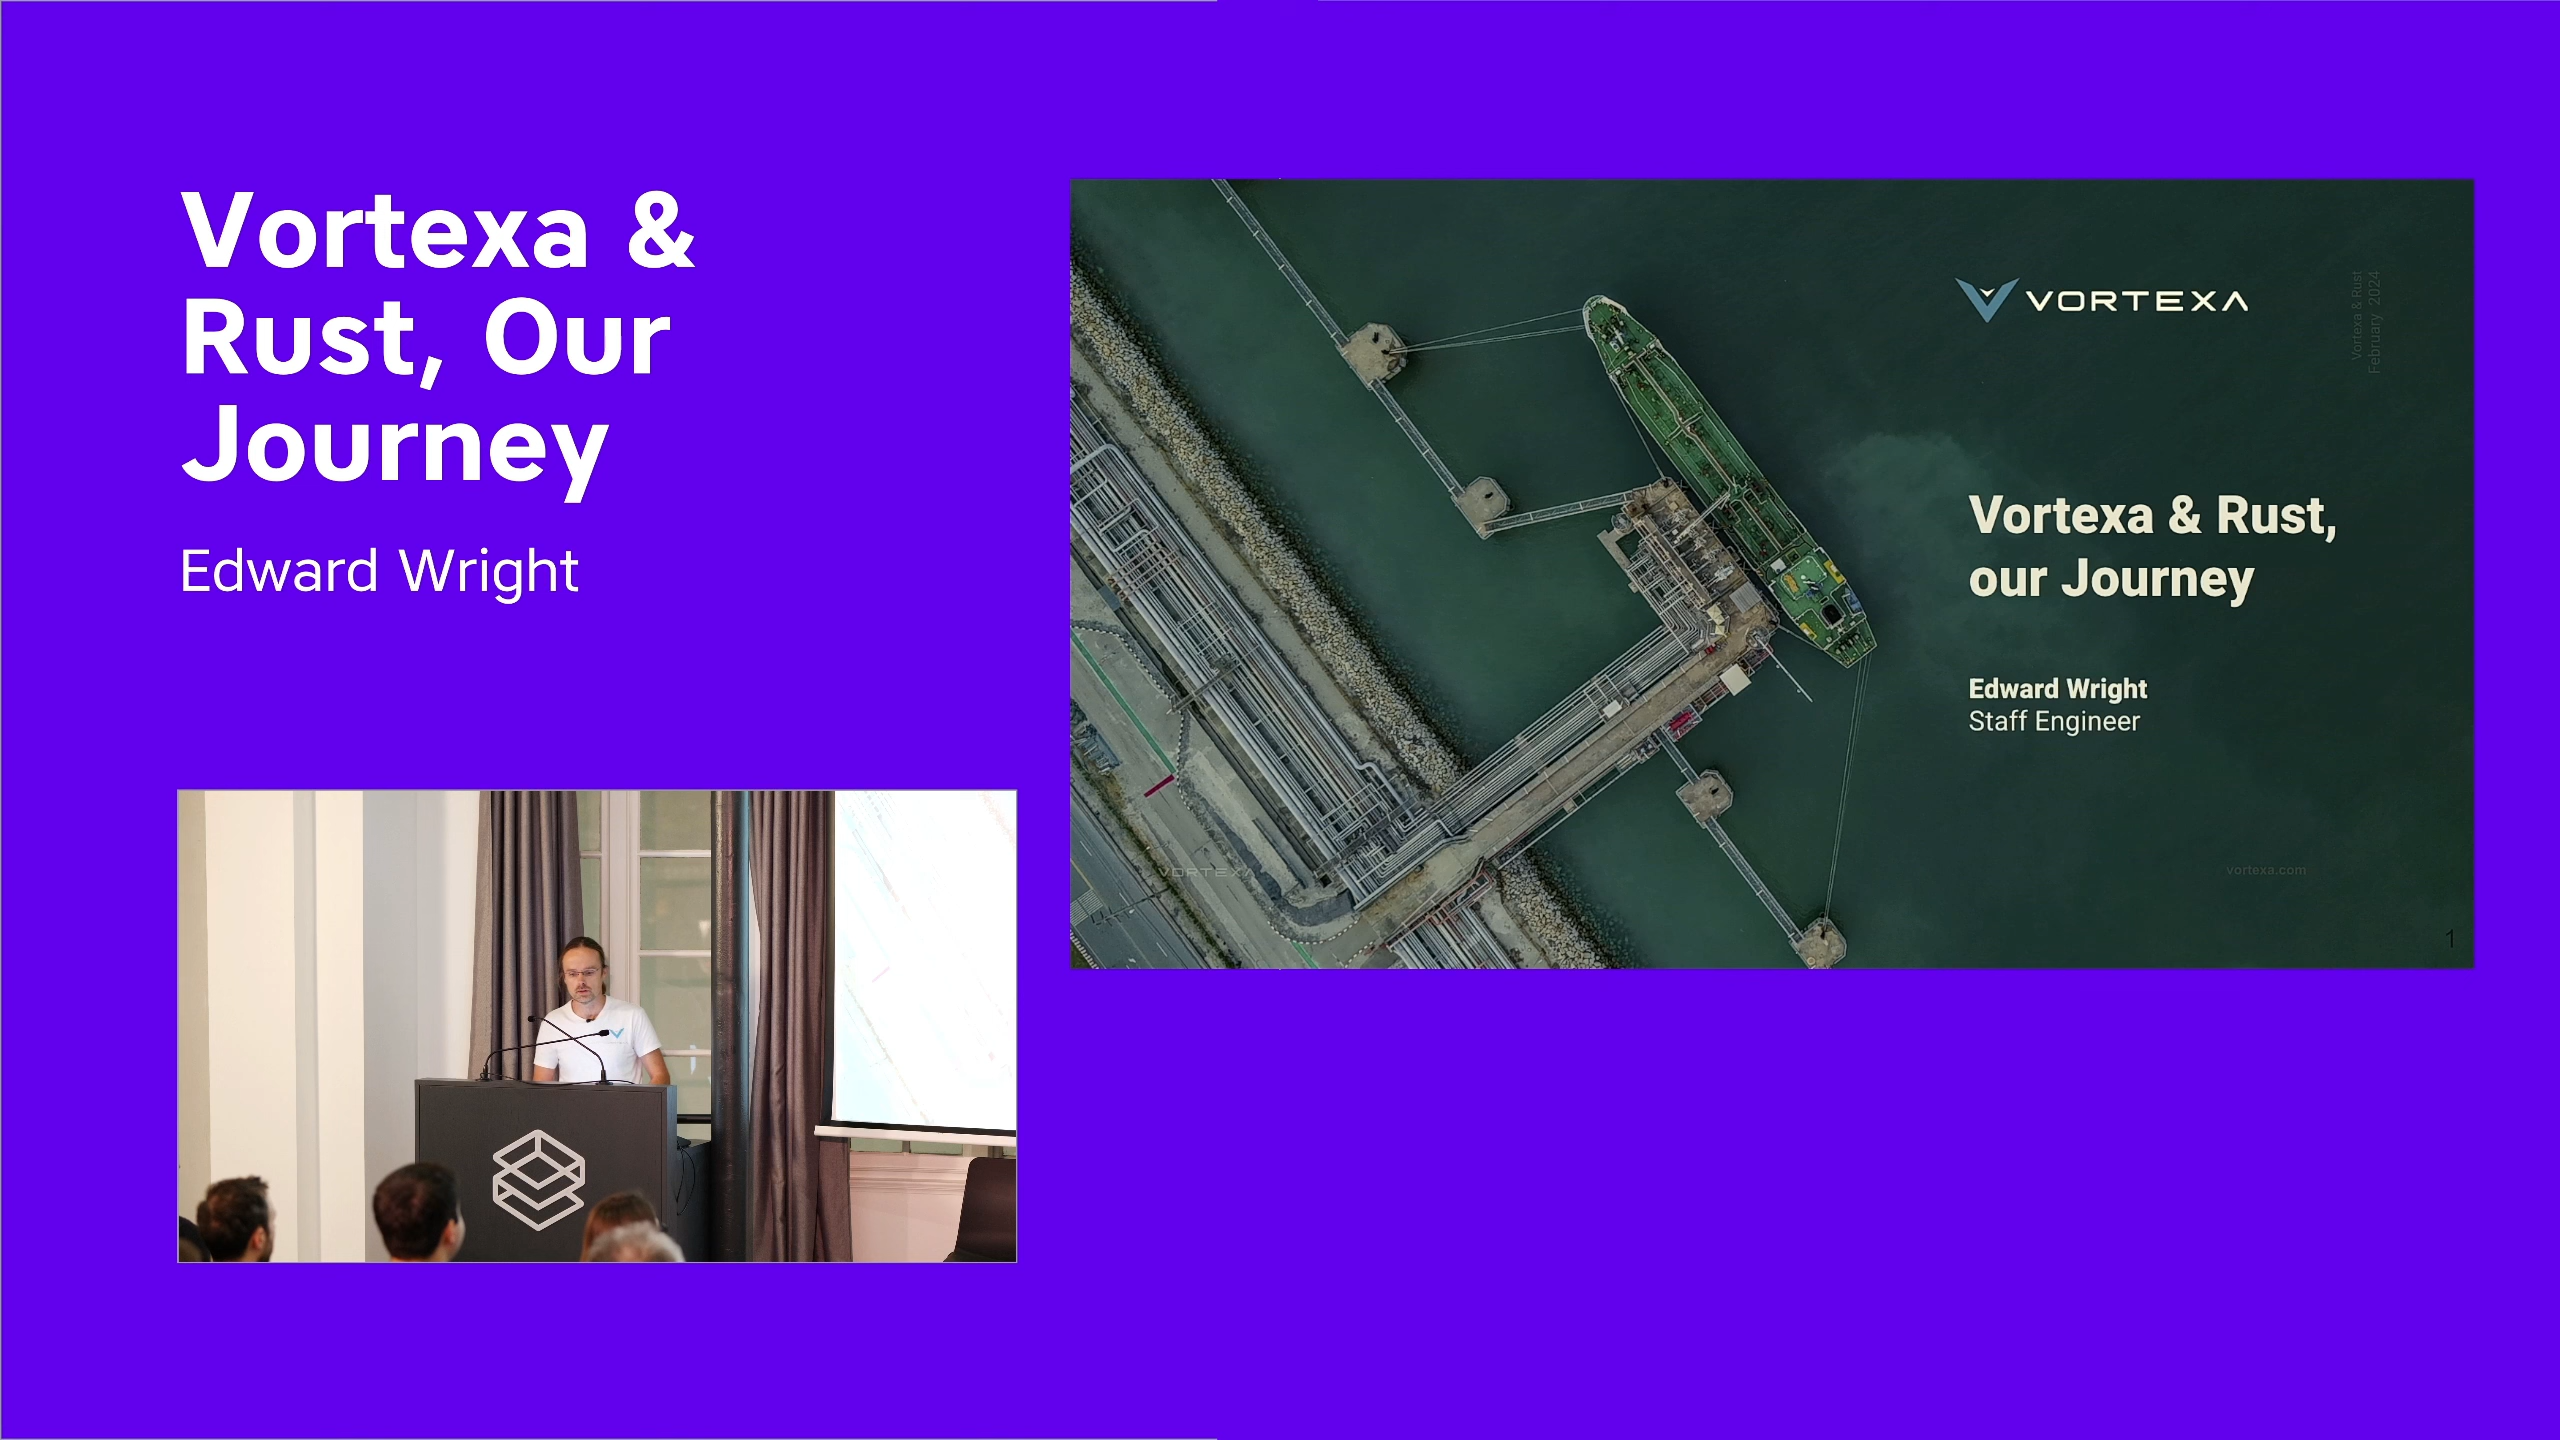 Vortexa &
Rust, Our
Journey
Edward Wright
VORTEXA
Vortexa & Rust
February 2024
Vortexa & Rust,
our Journey
Edward Wright
Staff Engineer
VORTEXA
vortexa.com
1